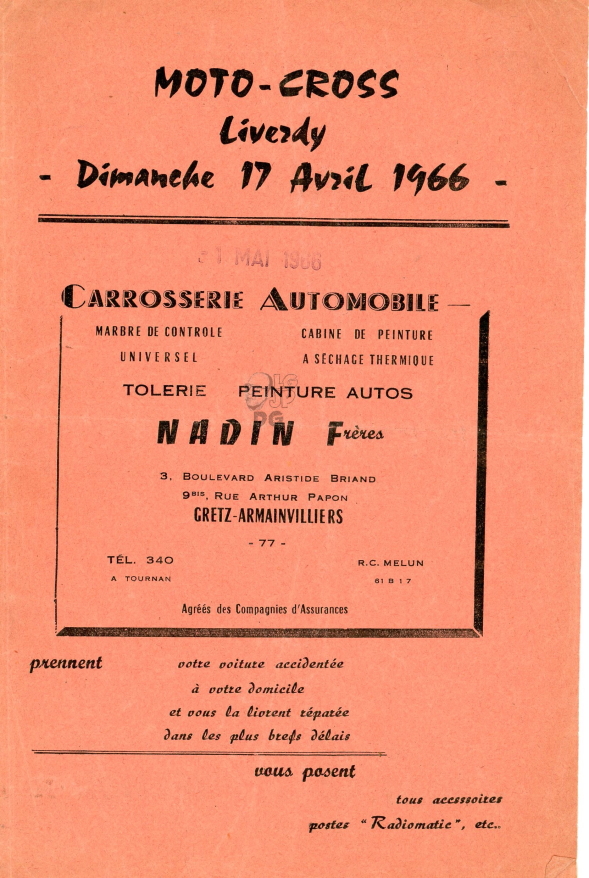 MOTO-CROSS
Liverdy
- Dimanche 17 Avril 1966 -
MAI 1966
CARROSSERIE AUTOMOBILE —
MARBRE DE CONTROLE CABINE DE PEINTURE
UNIVERSEL A SÉCHAGE THERMIQUE
TOLERIE PEINTURE AUTOS
NADIN Frères
3, BOULEVARD ARISTIDE BRIAND
9BIS, RUE ARTHUR PAPON
GRETZ-ARMAINVILLIERS
- 77 -
TÉL. 340 R.C. MELUN
A TOURNAN 61 B 17
Agréés des Compagnies d'Assurances
prennent votre voiture accidentée
à votre domicile
et vous la livrent réparée
dans les plus brefs délais
vous posent
tous accessoires
postes "Radiomatic", etc..